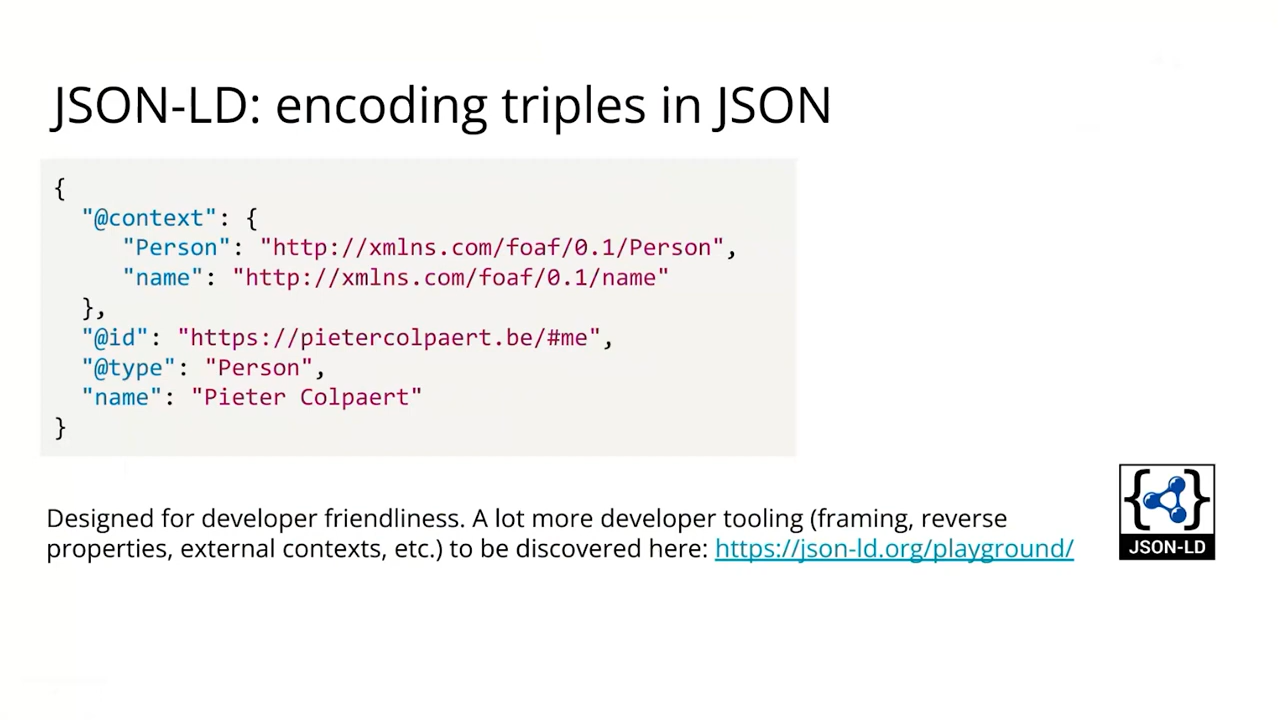 JSON-LD: encoding triples in JSON
{
  "@context": {
     "Person": "http://xmlns.com/foaf/0.1/Person",
     "name": "http://xmlns.com/foaf/0.1/name"
  },
  "@id": "https://pietercolpaert.be/#me",
  "@type": "Person",
  "name": "Pieter Colpaert"
}
Designed for developer friendliness. A lot more developer tooling (framing, reverse
properties, external contexts, etc.) to be discovered here: https://json-ld.org/playground/
{ }
JSON-LD